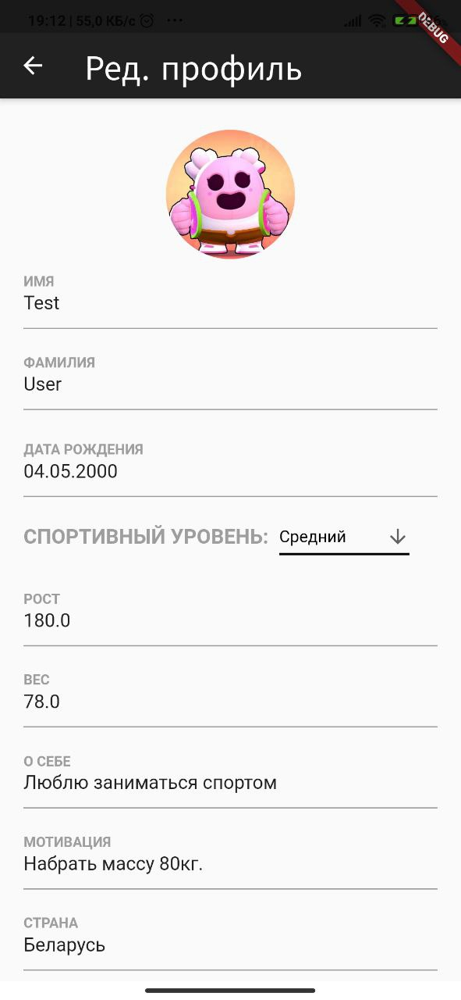 19:12 | 55,0 КБ/с ...
DEBUG
Ред. профиль
ИМЯ
Test
ФАМИЛИЯ
User
ДАТА РОЖДЕНИЯ
04.05.2000
СПОРТИВНЫЙ УРОВЕНЬ: Средний
РОСТ
180.0
ВЕС
78.0
О СЕБЕ
Люблю заниматься спортом
МОТИВАЦИЯ
Набрать массу 80кг.
СТРАНА
Беларусь